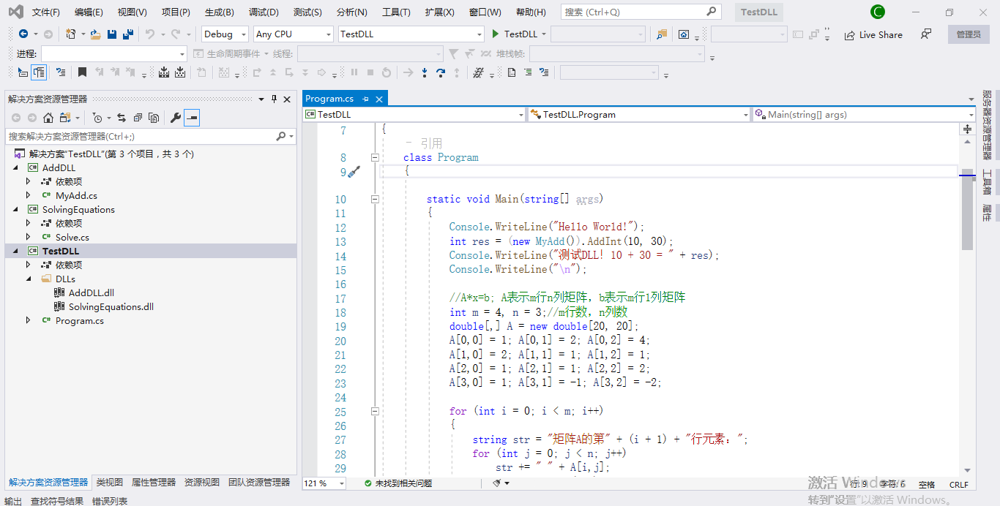 文件(F) 编辑(E) 视图(V) 项目(P) 生成(B) 调试(D) 测试(S) 分析(N) 工具(T) 扩展(X) 窗口(W) 帮助(H) 搜索 (Ctrl+Q) TestDLL C
Debug Any CPU TestDLL TestDLL Live Share 管理员
进程: 生命周期事件 线程: 堆栈帧:
解决方案资源管理器
搜索解决方案资源管理器(Ctrl+;)
解决方案"TestDLL"(第 3 个项目，共 3 个)
AddDLL
依赖项
C# MyAdd.cs
SolvingEquations
依赖项
C# Solve.cs
TestDLL
依赖项
DLLs
AddDLL.dll
SolvingEquations.dll
C# Program.cs
解决方案资源管理器 类视图 属性管理器 资源视图 团队资源管理器
输出 查找符号结果 错误列表
Program.cs
C# TestDLL TestDLL.Program Main(string[] args)
7 {
引用
8 class Program
9 {
10 static void Main(string[] args)
11 {
12 Console.WriteLine("Hello World!");
13 int res = (new MyAdd()).AddInt(10, 30);
14 Console.WriteLine("测试DLL! 10 + 30 = " + res);
15 Console.WriteLine("\n");
16
17 //A*x=b; A表示m行n列矩阵，b表示m行1列矩阵
18 int m = 4, n = 3;//m行数，n列数
19 double[,] A = new double[20, 20];
20 A[0,0] = 1; A[0,1] = 2; A[0,2] = 4;
21 A[1,0] = 2; A[1,1] = 1; A[1,2] = 1;
22 A[2,0] = 1; A[2,1] = 1; A[2,2] = 2;
23 A[3,0] = 1; A[3,1] = -1; A[3,2] = -2;
24
25 for (int i = 0; i < m; i++)
26 {
27 string str = "矩阵A的第" + (i + 1) + "行元素：";
28 for (int j = 0; j < n; j++)
29 str += " " + A[i,j];
121 % 未找到相关问题 行: 9 字符: 6 空格 CRLF
服务器资源管理器
工具箱
属性
激活 Windows
转到"设置"以激活 Windows。